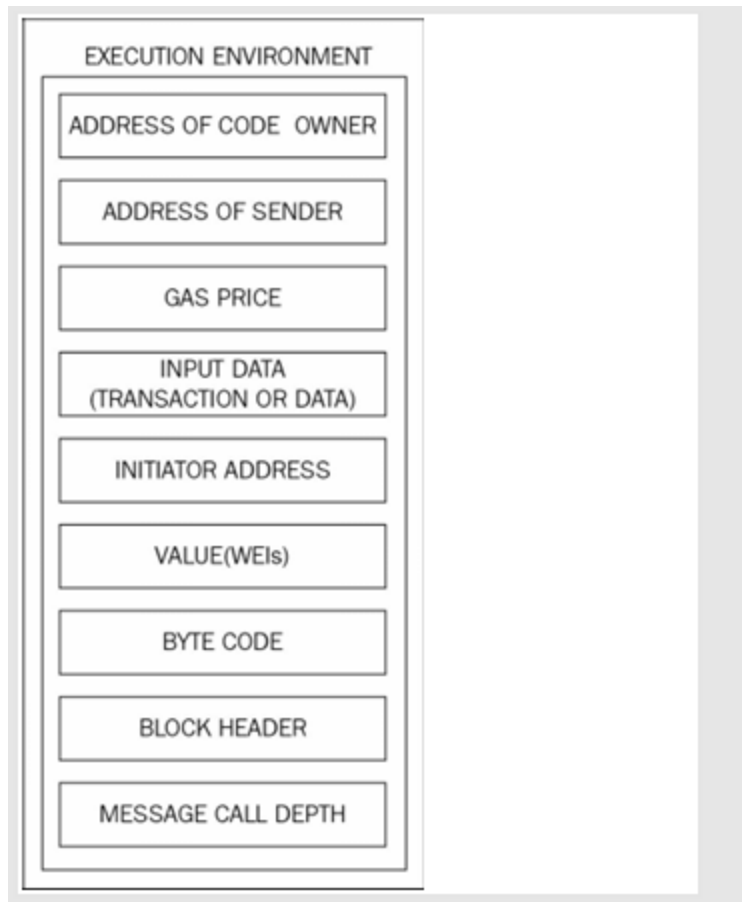 EXECUTION ENVIRONMENT
ADDRESS OF CODE OWNER
ADDRESS OF SENDER
GAS PRICE
INPUT DATA
(TRANSACTION OR DATA)
INITIATOR ADDRESS
VALUE(WEIs)
BYTE CODE
BLOCK HEADER
MESSAGE CALL DEPTH